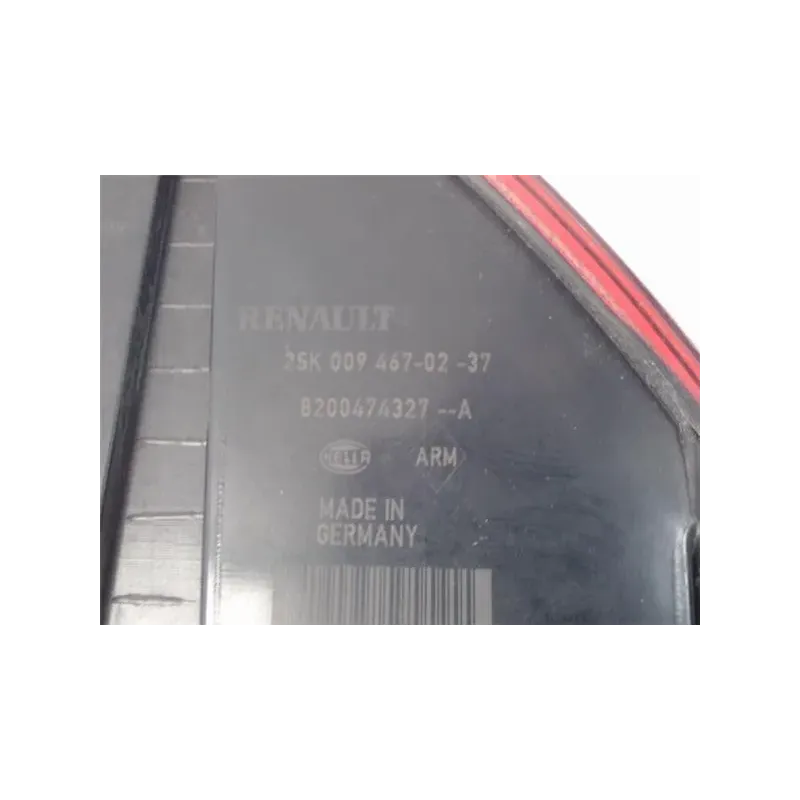 RENAULT
2SK 009 467-02 -37
8200474327 --A
HELLA ARM
MADE IN
GERMANY